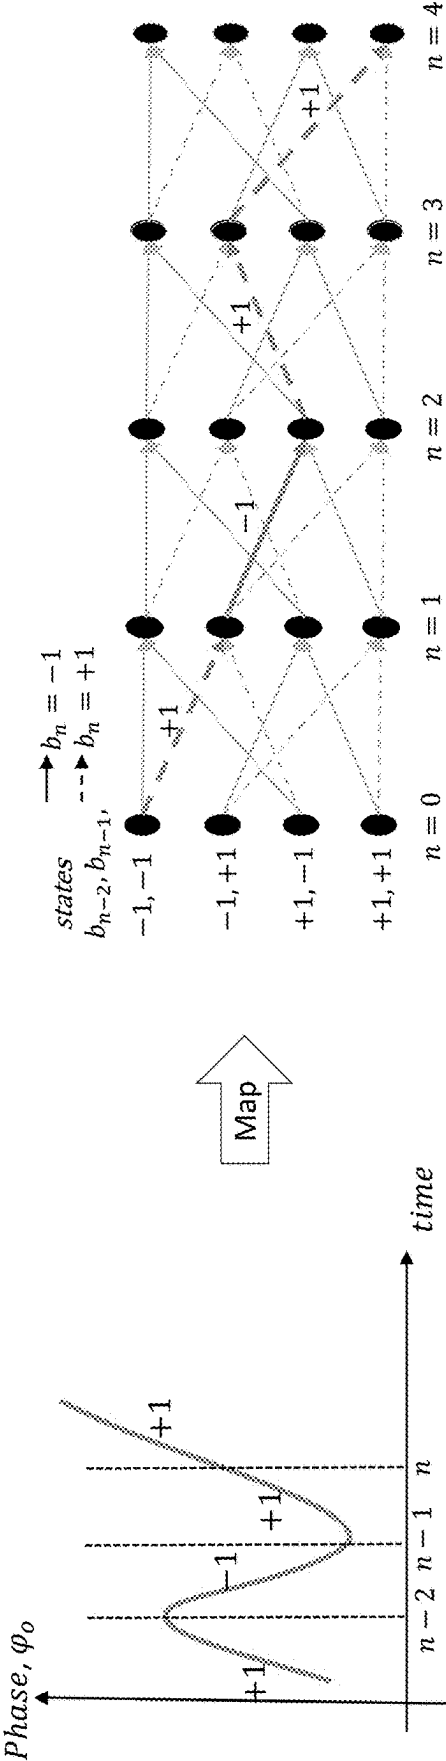 Phase, φ₀
+1
−1
+1
+1
n − 2
n − 1
n
time
Map
states
b_{n−2}, b_{n−1},
b_n = −1
b_n = +1
−1, −1
−1, +1
+1, −1
+1, +1
+1
−1
+1
+1
n = 0
n = 1
n = 2
n = 3
n = 4